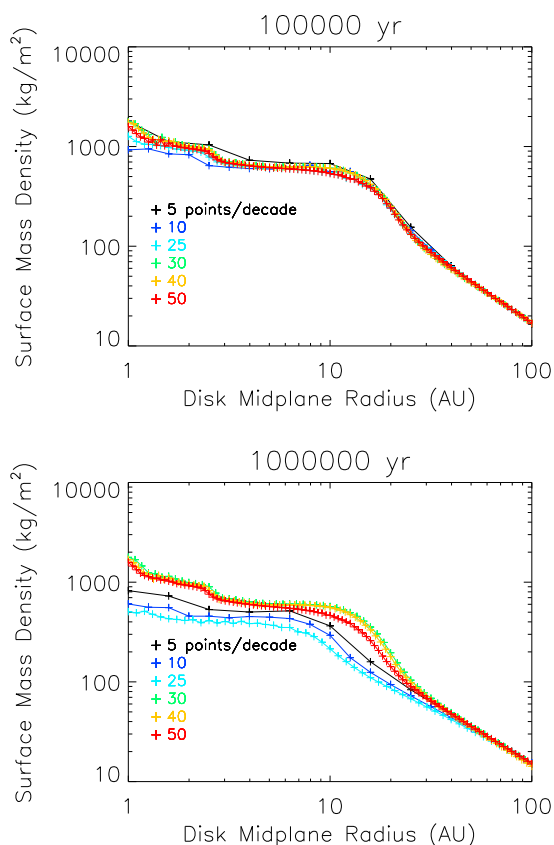 100000 yr
Surface Mass Density (kg/m²)
10000
1000
100
10
+ 5 points/decade
+ 10
+ 25
+ 30
+ 40
+ 50
1 10 100
Disk Midplane Radius (AU)
1000000 yr
Surface Mass Density (kg/m²)
10000
1000
100
10
+ 5 points/decade
+ 10
+ 25
+ 30
+ 40
+ 50
1 10 100
Disk Midplane Radius (AU)